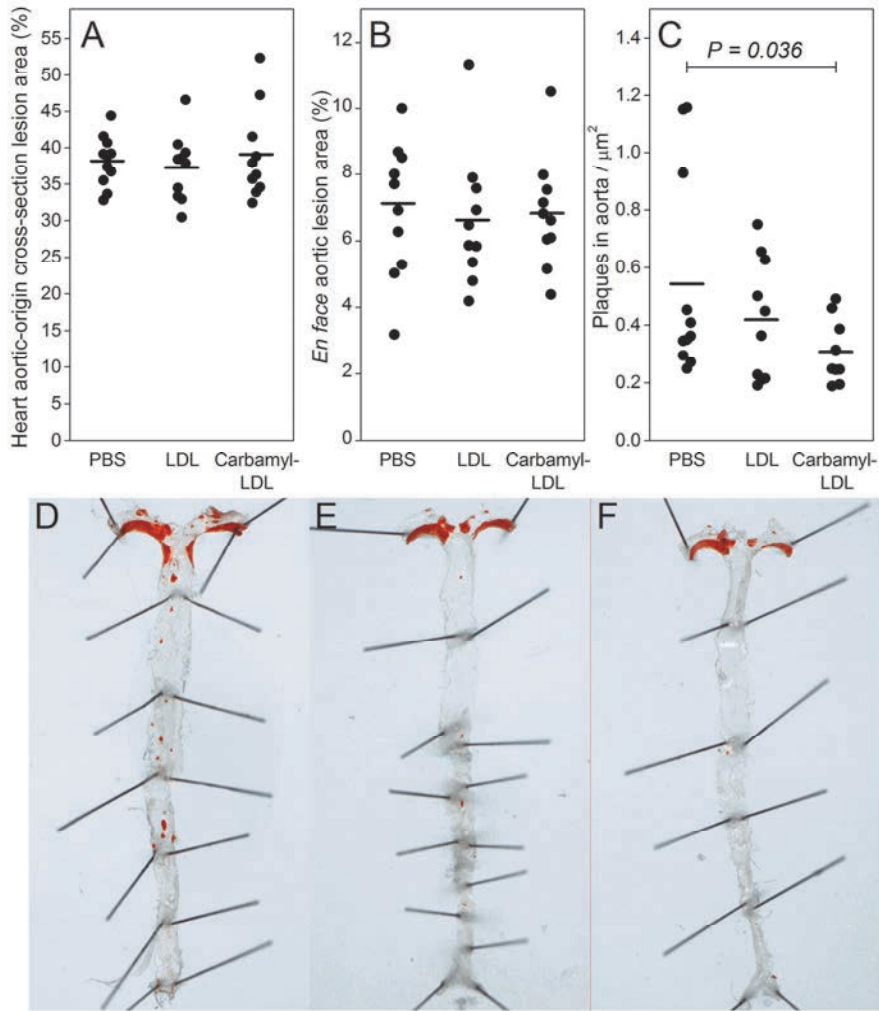 A
Heart aortic-origin cross-section lesion area (%)
55
50
45
40
35
30
25
20
15
10
5
0
PBS
LDL
Carbamyl-
LDL
B
En face aortic lesion area (%)
12
10
8
6
4
2
0
PBS
LDL
Carbamyl-
LDL
C
P = 0.036
Plaques in aorta / µm²
1.4
1.2
1.0
0.8
0.6
0.4
0.2
0.0
PBS
LDL
Carbamyl-
LDL
D
E
F